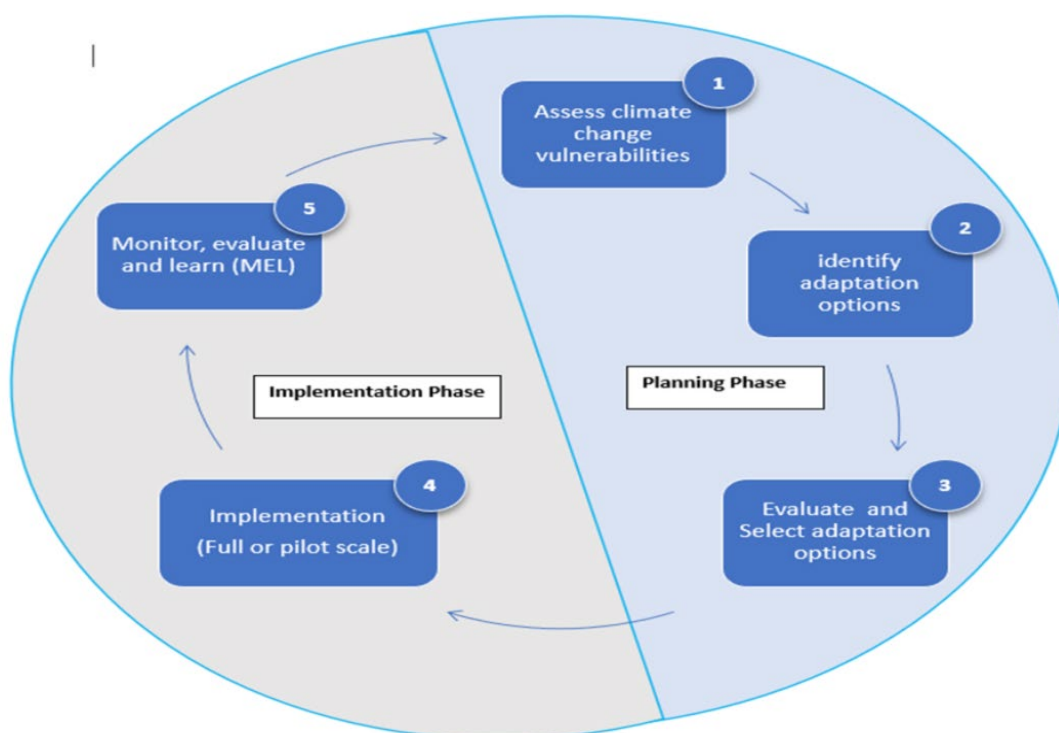 1
Assess climate
change
vulnerabilities
2
identify
adaptation
options
3
Evaluate and
Select adaptation
options
4
Implementation
(Full or pilot scale)
5
Monitor, evaluate
and learn (MEL)
Implementation Phase
Planning Phase